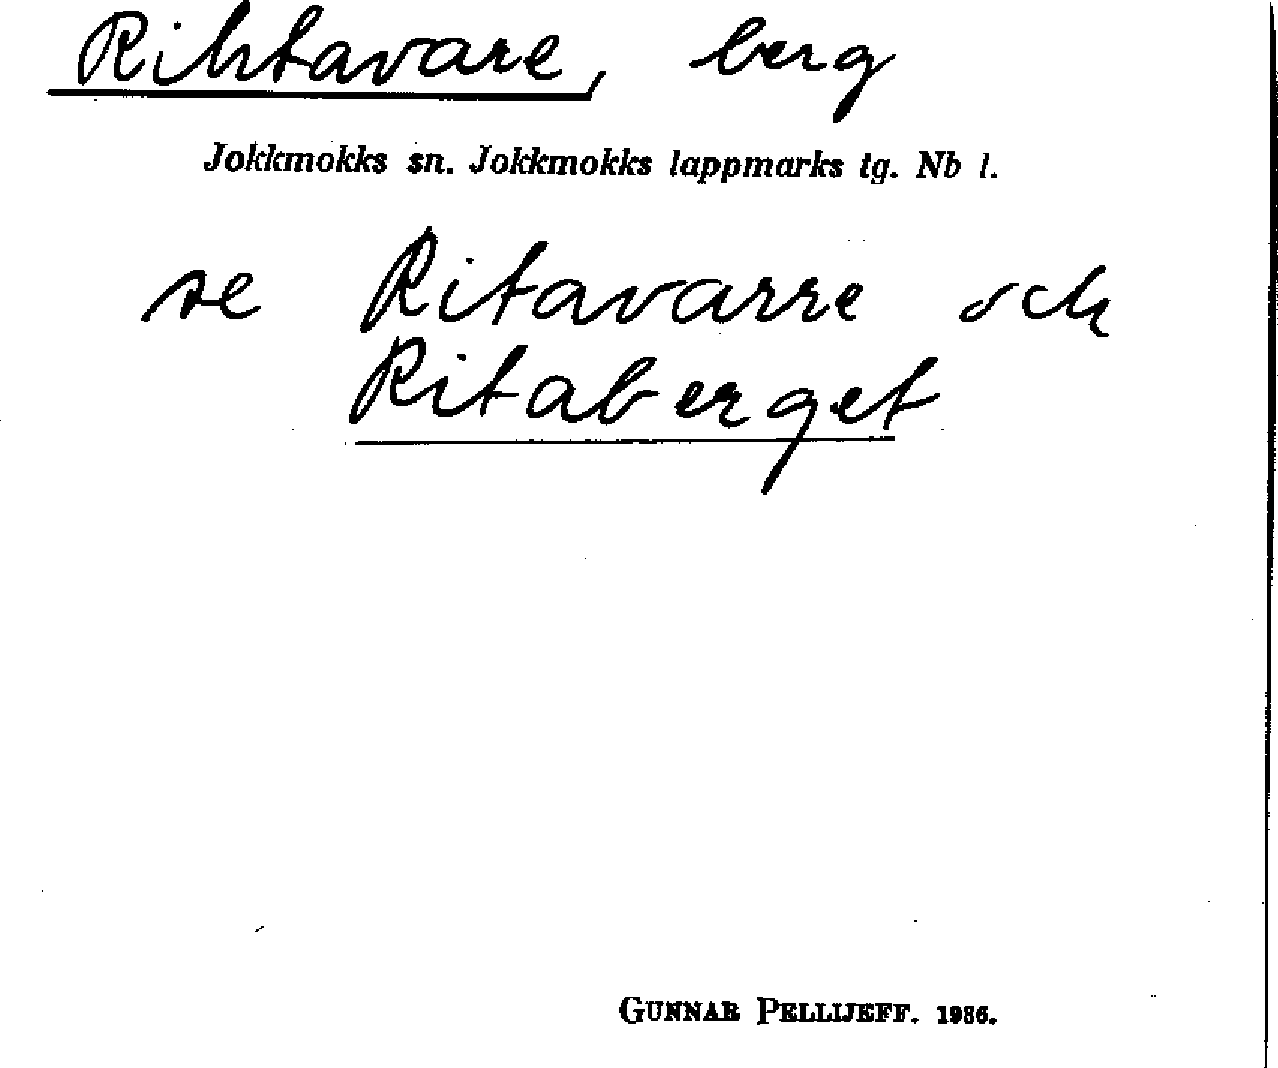 Rihtavare, berg
Jokkmokks sn. Jokkmokks lappmarks tg. Nb l.
se Ritavarre och
Ritaberget
GUNNAR PELLIJEFF. 1986.